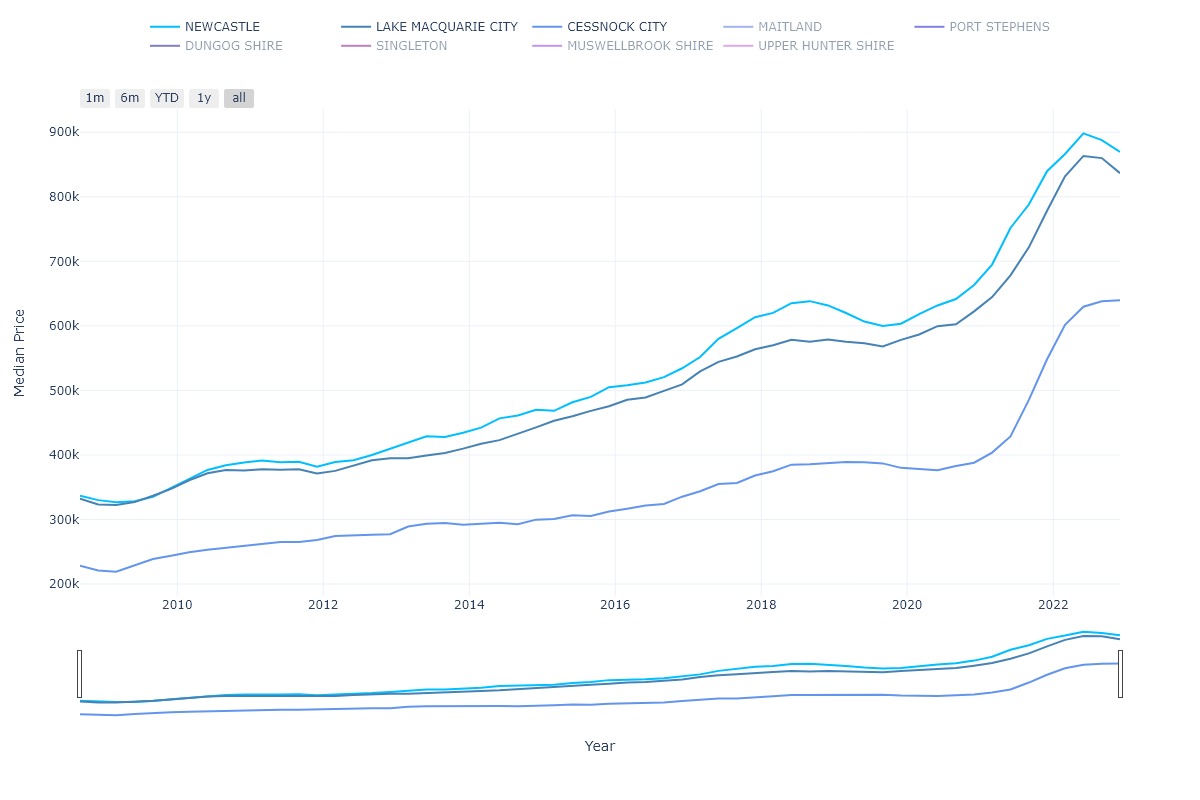 NEWCASTLE LAKE MACQUARIE CITY CESSNOCK CITY MAITLAND PORT STEPHENS
DUNGOG SHIRE SINGLETON MUSWELLBROOK SHIRE UPPER HUNTER SHIRE
1m 6m YTD 1y all
900k
800k
700k
600k
500k
400k
300k
200k
Median Price
2010 2012 2014 2016 2018 2020 2022
Year